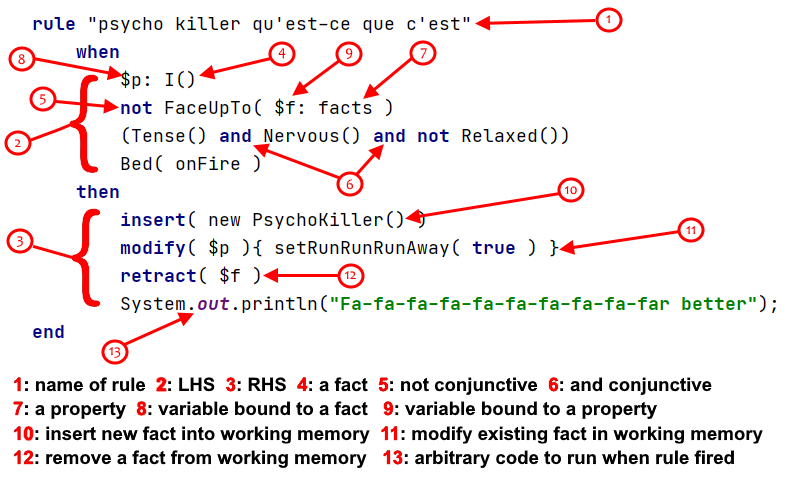 rule "psycho killer qu'est-ce que c'est" 1
when
8 4 9 7
$p: I()
5 not FaceUpTo( $f: facts )
2 (Tense() and Nervous() and not Relaxed())
Bed( onFire )
6
then
10
insert( new PsychoKiller() )
3 modify( $p ){ setRunRunRunAway( true ) } 11
retract( $f ) 12
System.out.println("Fa-fa-fa-fa-fa-fa-fa-fa-fa-far better");
end
13
1: name of rule 2: LHS 3: RHS 4: a fact 5: not conjunctive 6: and conjunctive
7: a property 8: variable bound to a fact 9: variable bound to a property
10: insert new fact into working memory 11: modify existing fact in working memory
12: remove a fact from working memory 13: arbitrary code to run when rule fired